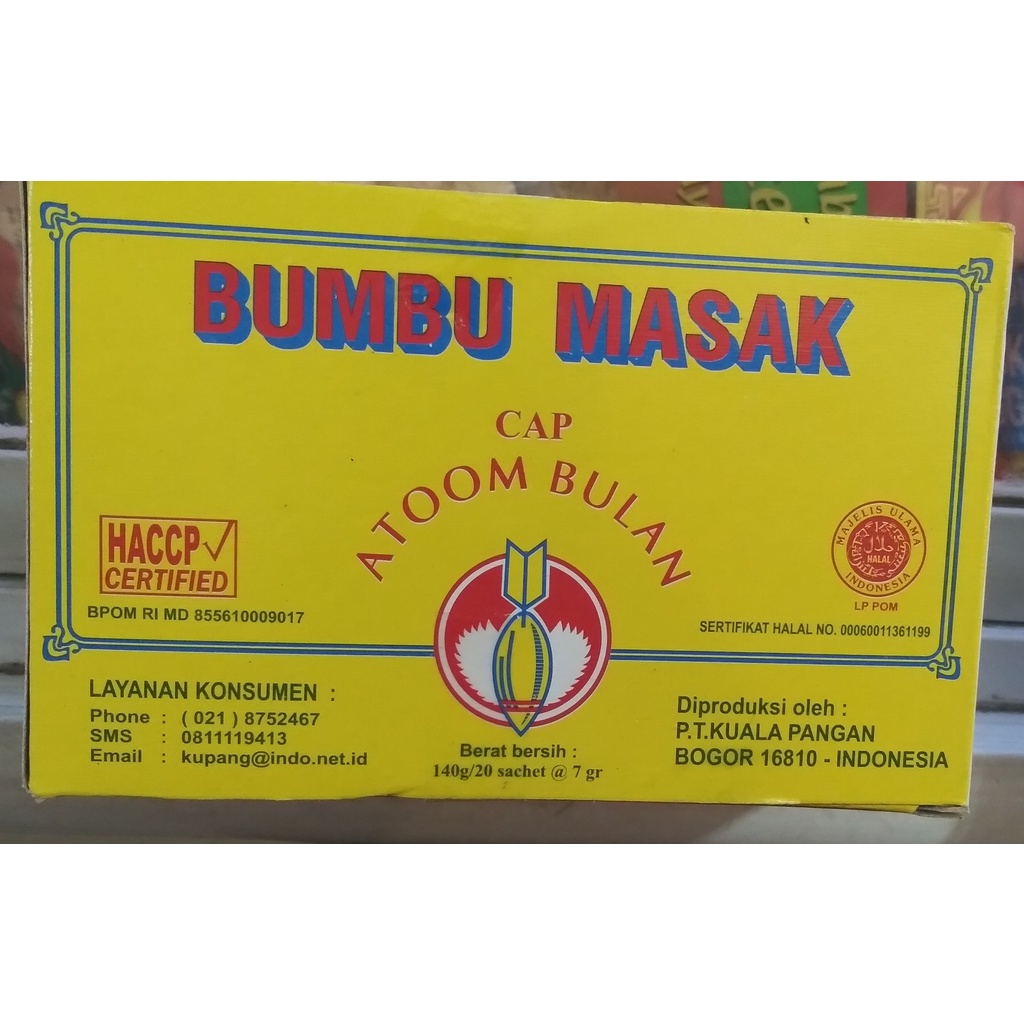 BUMBU MASAK
CAP
ATOOM BULAN
HACCP
CERTIFIED
BPOM RI MD 855610009017
MAJELIS ULAMA
حلال
HALAL
INDONESIA
LP POM
SERTIFIKAT HALAL NO. 00060011361199
LAYANAN KONSUMEN :
Phone : ( 021 ) 8752467
SMS : 0811119413
Email : kupang@indo.net.id
Berat bersih :
140g/20 sachet @ 7 gr
Diproduksi oleh :
P.T.KUALA PANGAN
BOGOR 16810 - INDONESIA